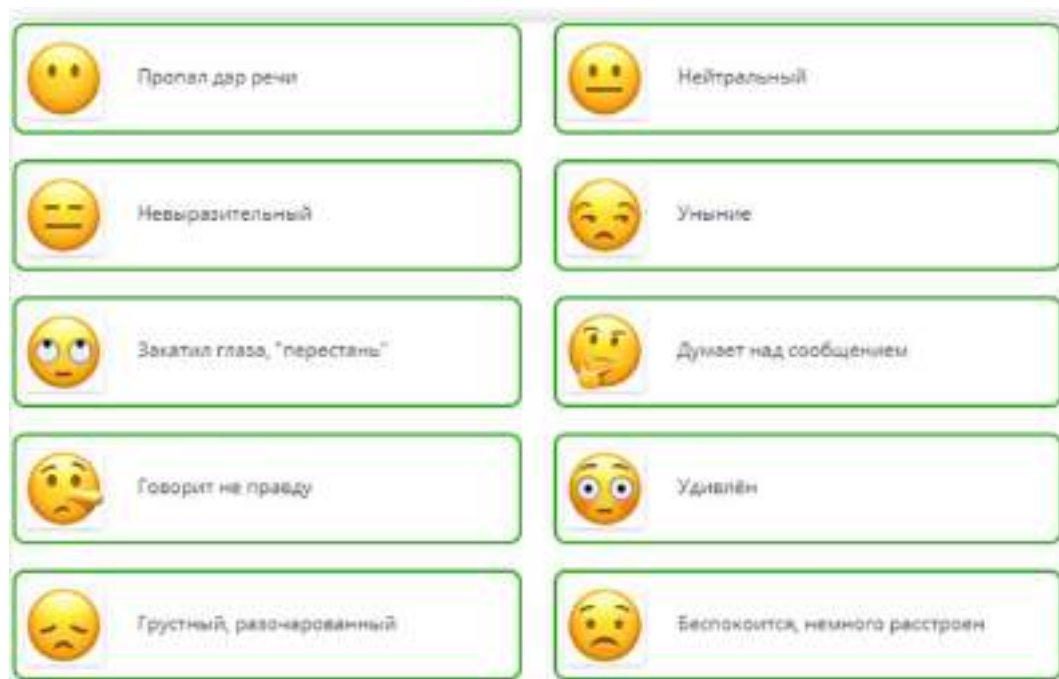 Пропал дар речи
Нейтральный
Невыразительный
Уныние
Закатил глаза, "перестань"
Думает над сообщением
Говорит не правду
Удивлён
Грустный, разочарованный
Беспокоится, немного расстроен